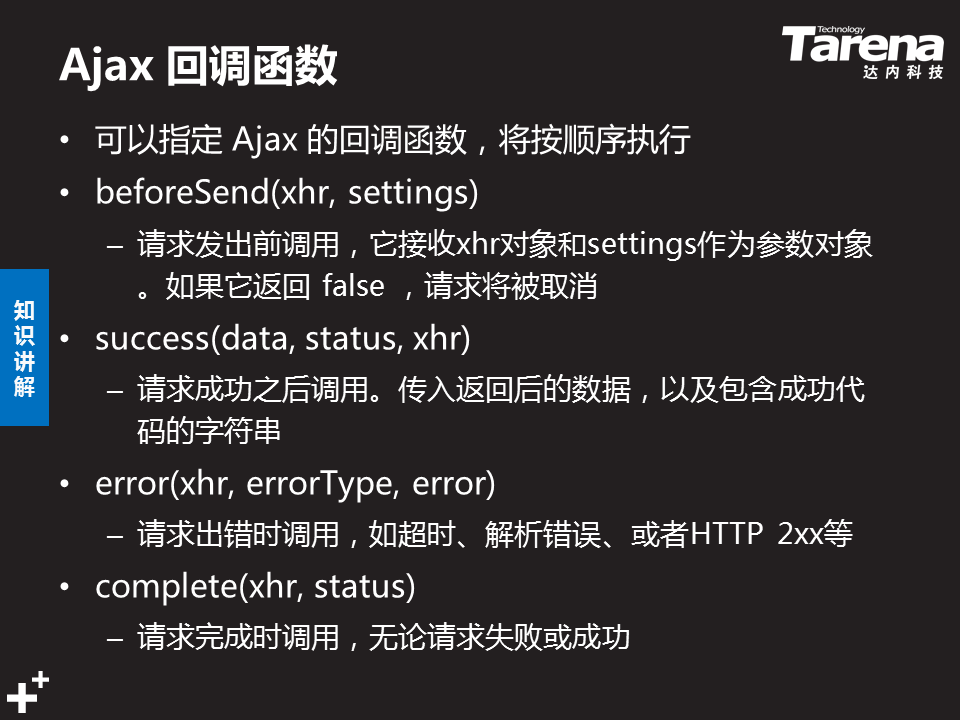 Ajax 回调函数
Technology
Tarena
达内科技
• 可以指定 Ajax 的回调函数，将按顺序执行
• beforeSend(xhr, settings)
– 请求发出前调用，它接收xhr对象和settings作为参数对象
。如果它返回 false ，请求将被取消
• success(data, status, xhr)
– 请求成功之后调用。传入返回后的数据，以及包含成功代
码的字符串
• error(xhr, errorType, error)
– 请求出错时调用，如超时、解析错误、或者HTTP 2xx等
• complete(xhr, status)
– 请求完成时调用，无论请求失败或成功
知
识
讲
解